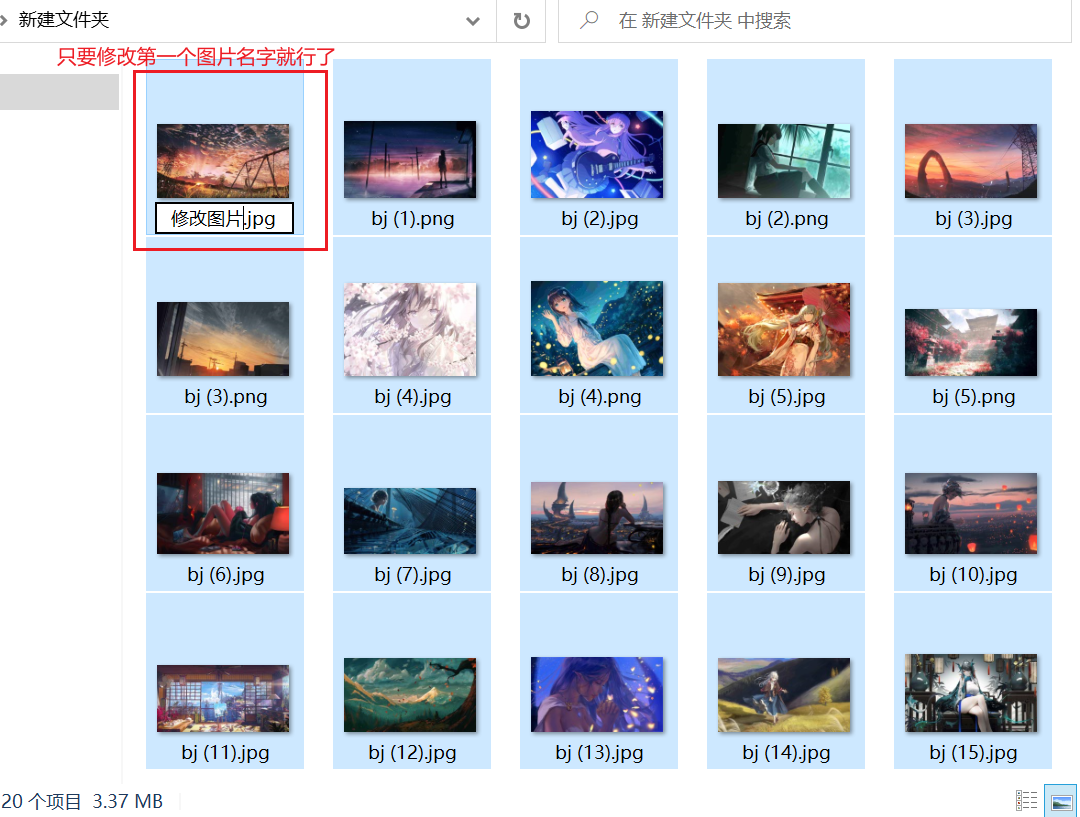 新建文件夹
在 新建文件夹 中搜索
只要修改第一个图片名字就行了
修改图片.jpg
bj (1).png
bj (2).jpg
bj (2).png
bj (3).jpg
bj (3).png
bj (4).jpg
bj (4).png
bj (5).jpg
bj (5).png
bj (6).jpg
bj (7).jpg
bj (8).jpg
bj (9).jpg
bj (10).jpg
bj (11).jpg
bj (12).jpg
bj (13).jpg
bj (14).jpg
bj (15).jpg
20 个项目 3.37 MB